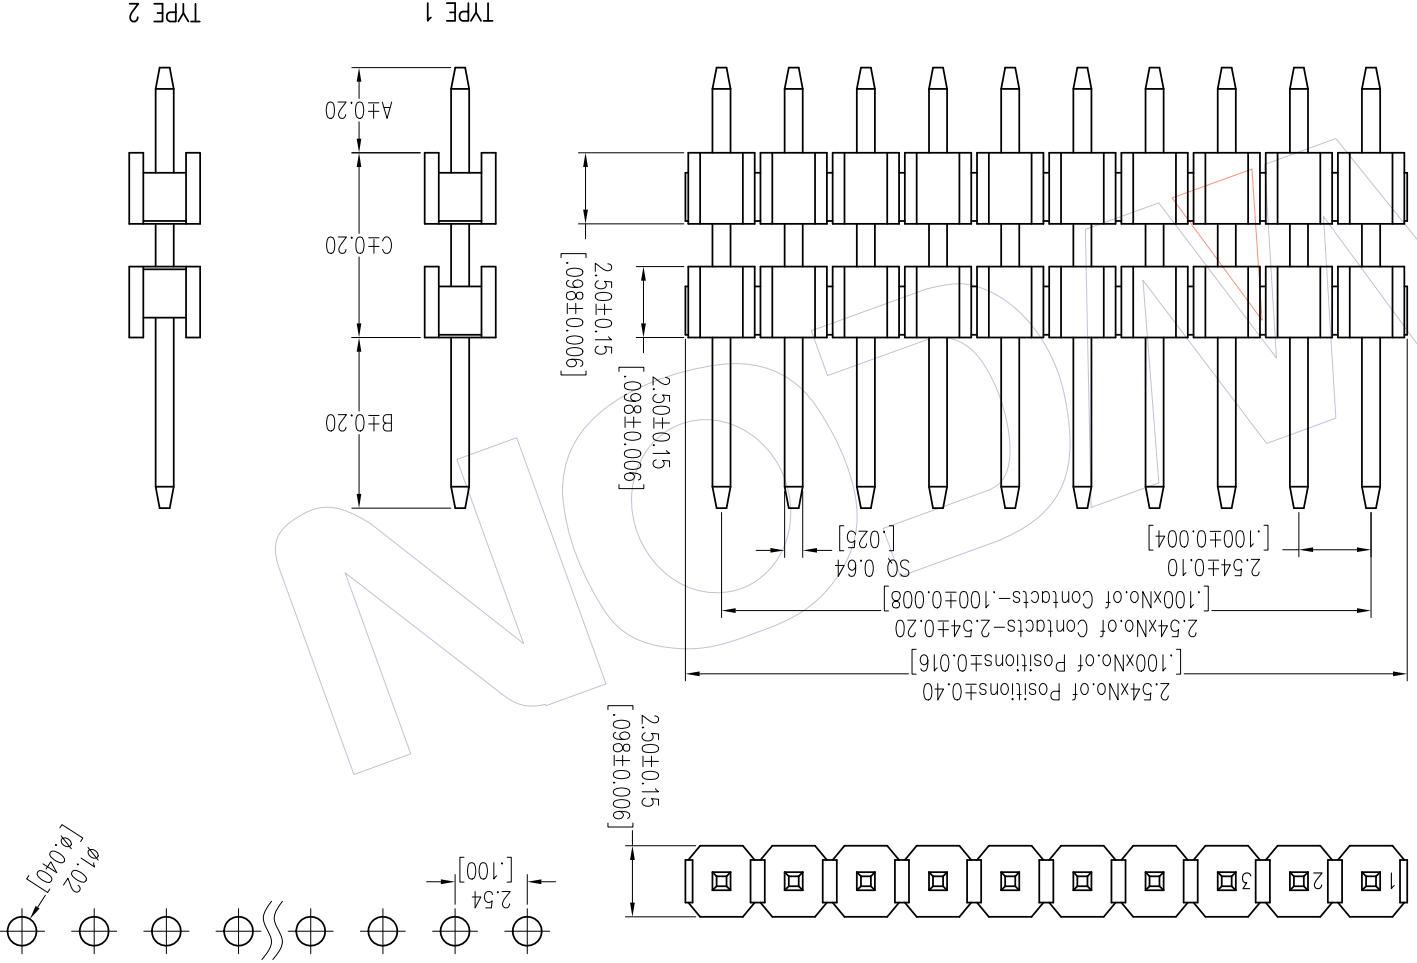 1
2
3
2.54
[.100]
ø1.02
[ø.040]
2.50±0.15
[.098±0.006]
2.54xNo.of Positions±0.40
[.100xNo.of Positions±0.016]
2.54xNo.of Contacts-2.54±0.20
[.100xNo.of Contacts-.100±0.008]
2.54±0.10
[.100±0.004]
SQ 0.64
[.025]
2.50±0.15
[.098±0.006]
2.50±0.15
[.098±0.006]
B±0.20
C±0.20
A±0.20
TYPE 1
TYPE 2
WCON